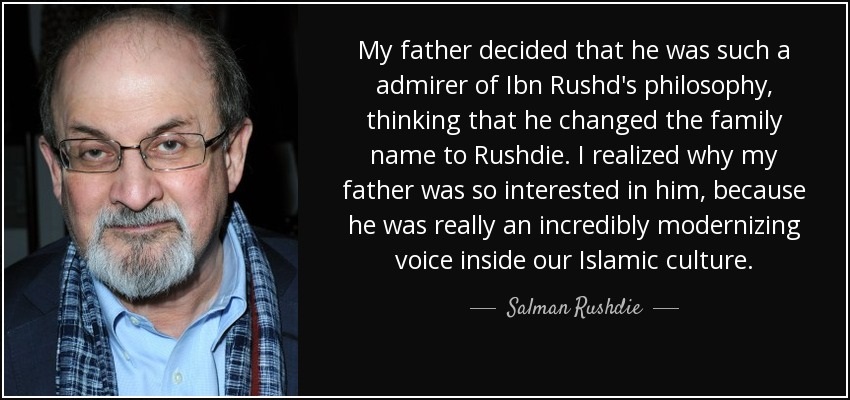 My father decided that he was such a
admirer of Ibn Rushd's philosophy,
thinking that he changed the family
name to Rushdie. I realized why my
father was so interested in him, because
he was really an incredibly modernizing
voice inside our Islamic culture.
Salman Rushdie